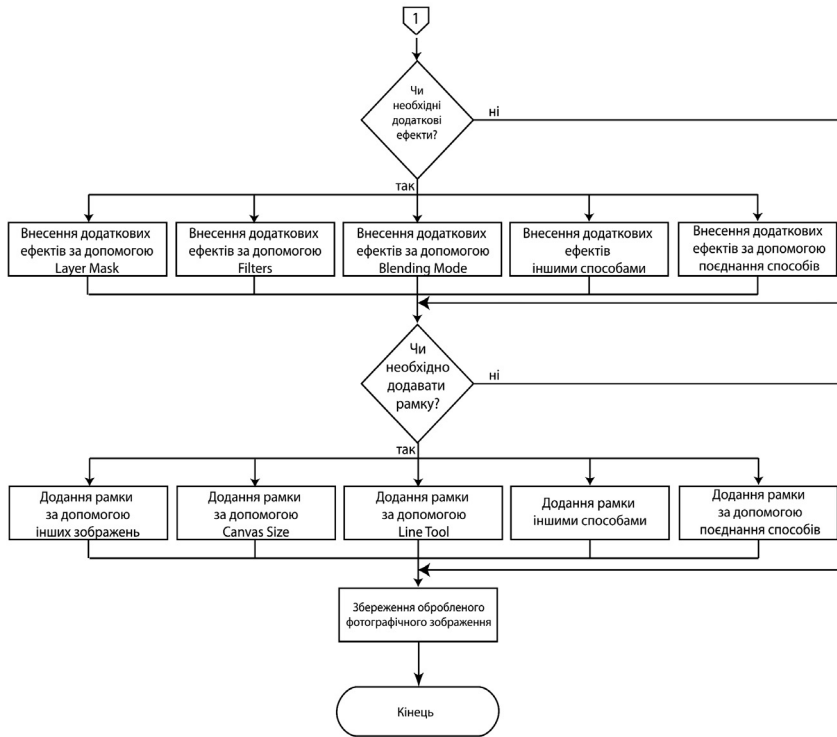 1
Чи
необхідні
додаткові
ефекти?
ні
так
Внесення додаткових
ефектів за допомогою
Layer Mask
Внесення додаткових
ефектів за допомогою
Filters
Внесення додаткових
ефектів за допомогою
Blending Mode
Внесення додаткових
ефектів
іншими способами
Внесення додаткових
ефектів за допомогою
поєднання способів
Чи
необхідно
додавати
рамку?
ні
так
Додання рамки
за допомогою
інших зображень
Додання рамки
за допомогою
Canvas Size
Додання рамки
за допомогою
Line Tool
Додання рамки
іншими способами
Додання рамки
за допомогою
поєднання способів
Збереження обробленого
фотографічного зображення
Кінець